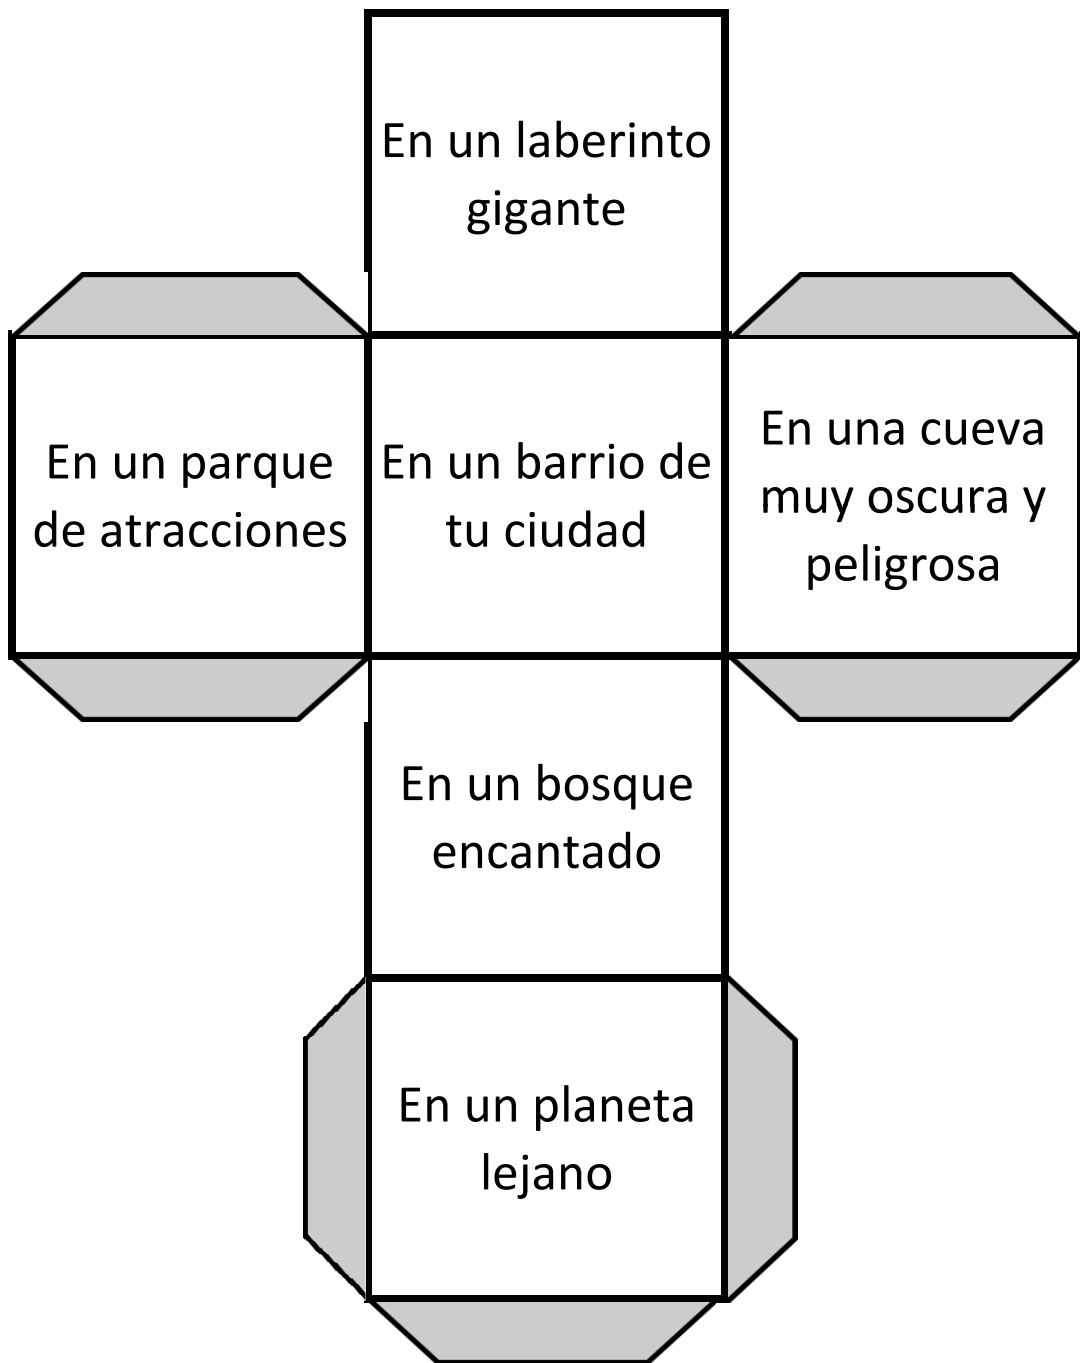 En un laberinto
gigante
En un parque
de atracciones
En un barrio de
tu ciudad
En una cueva
muy oscura y
peligrosa
En un bosque
encantado
En un planeta
lejano